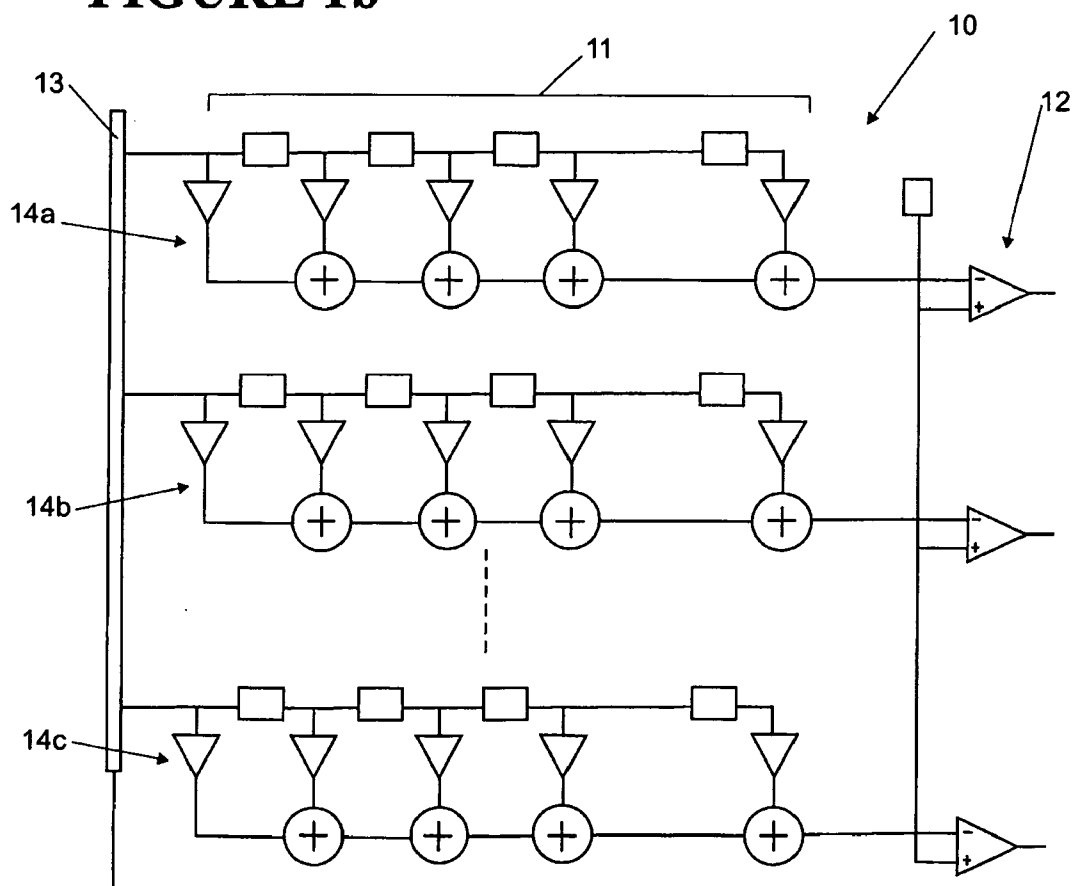 FIGURE 1b
10
11
13
12
14a
+ + + +
-
+
14b
+ + + +
-
+
14c
+ + + +
-
+